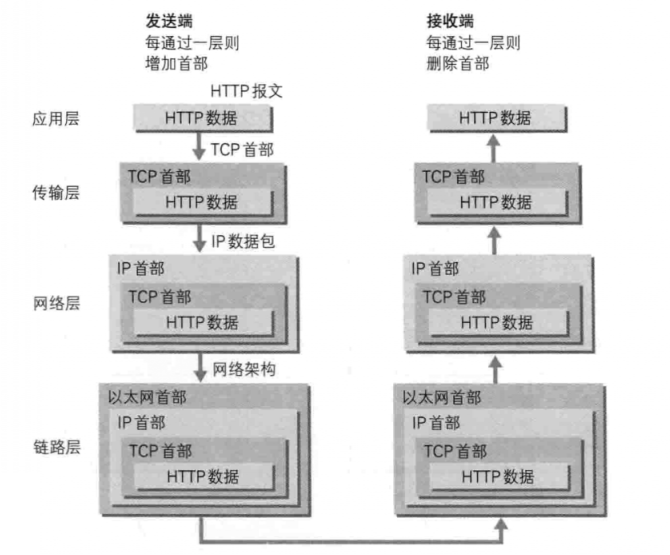 发送端
每通过一层则
增加首部
接收端
每通过一层则
删除首部
HTTP 报文
应用层
HTTP 数据
HTTP 数据
TCP 首部
传输层
TCP 首部
HTTP 数据
TCP 首部
HTTP 数据
IP 数据包
网络层
IP 首部
TCP 首部
HTTP 数据
IP 首部
TCP 首部
HTTP 数据
网络架构
链路层
以太网首部
IP 首部
TCP 首部
HTTP 数据
以太网首部
IP 首部
TCP 首部
HTTP 数据